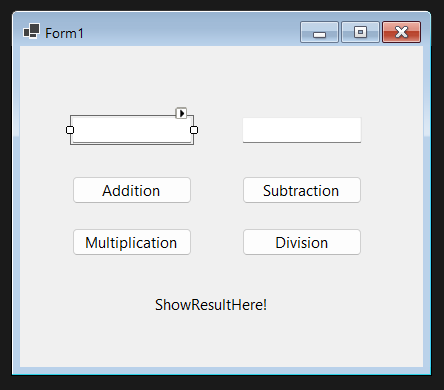 Form1
Addition
Subtraction
Multiplication
Division
ShowResultHere!